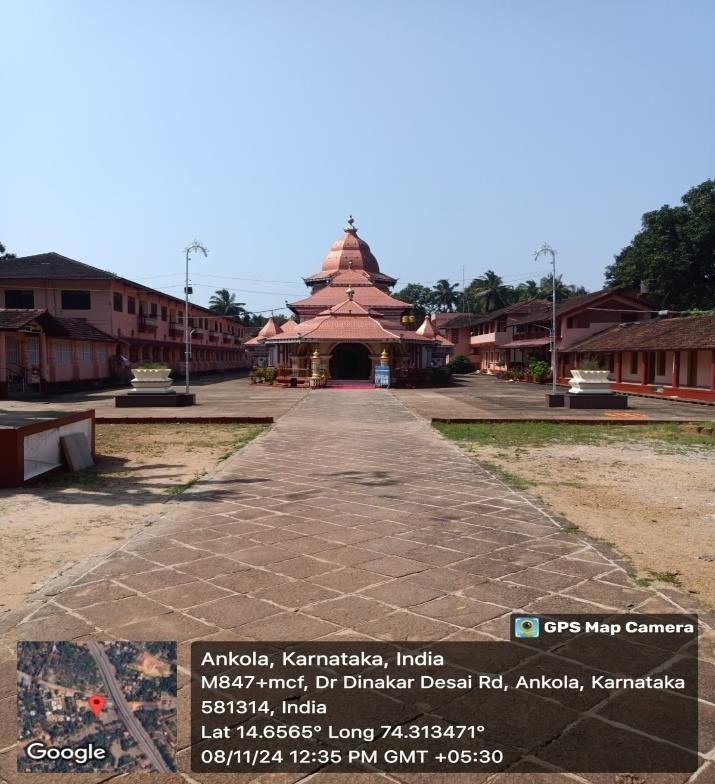 GPS Map Camera
Ankola, Karnataka, India
M847+mcf, Dr Dinakar Desai Rd, Ankola, Karnataka
581314, India
Lat 14.6565° Long 74.313471°
08/11/24 12:35 PM GMT +05:30
Google